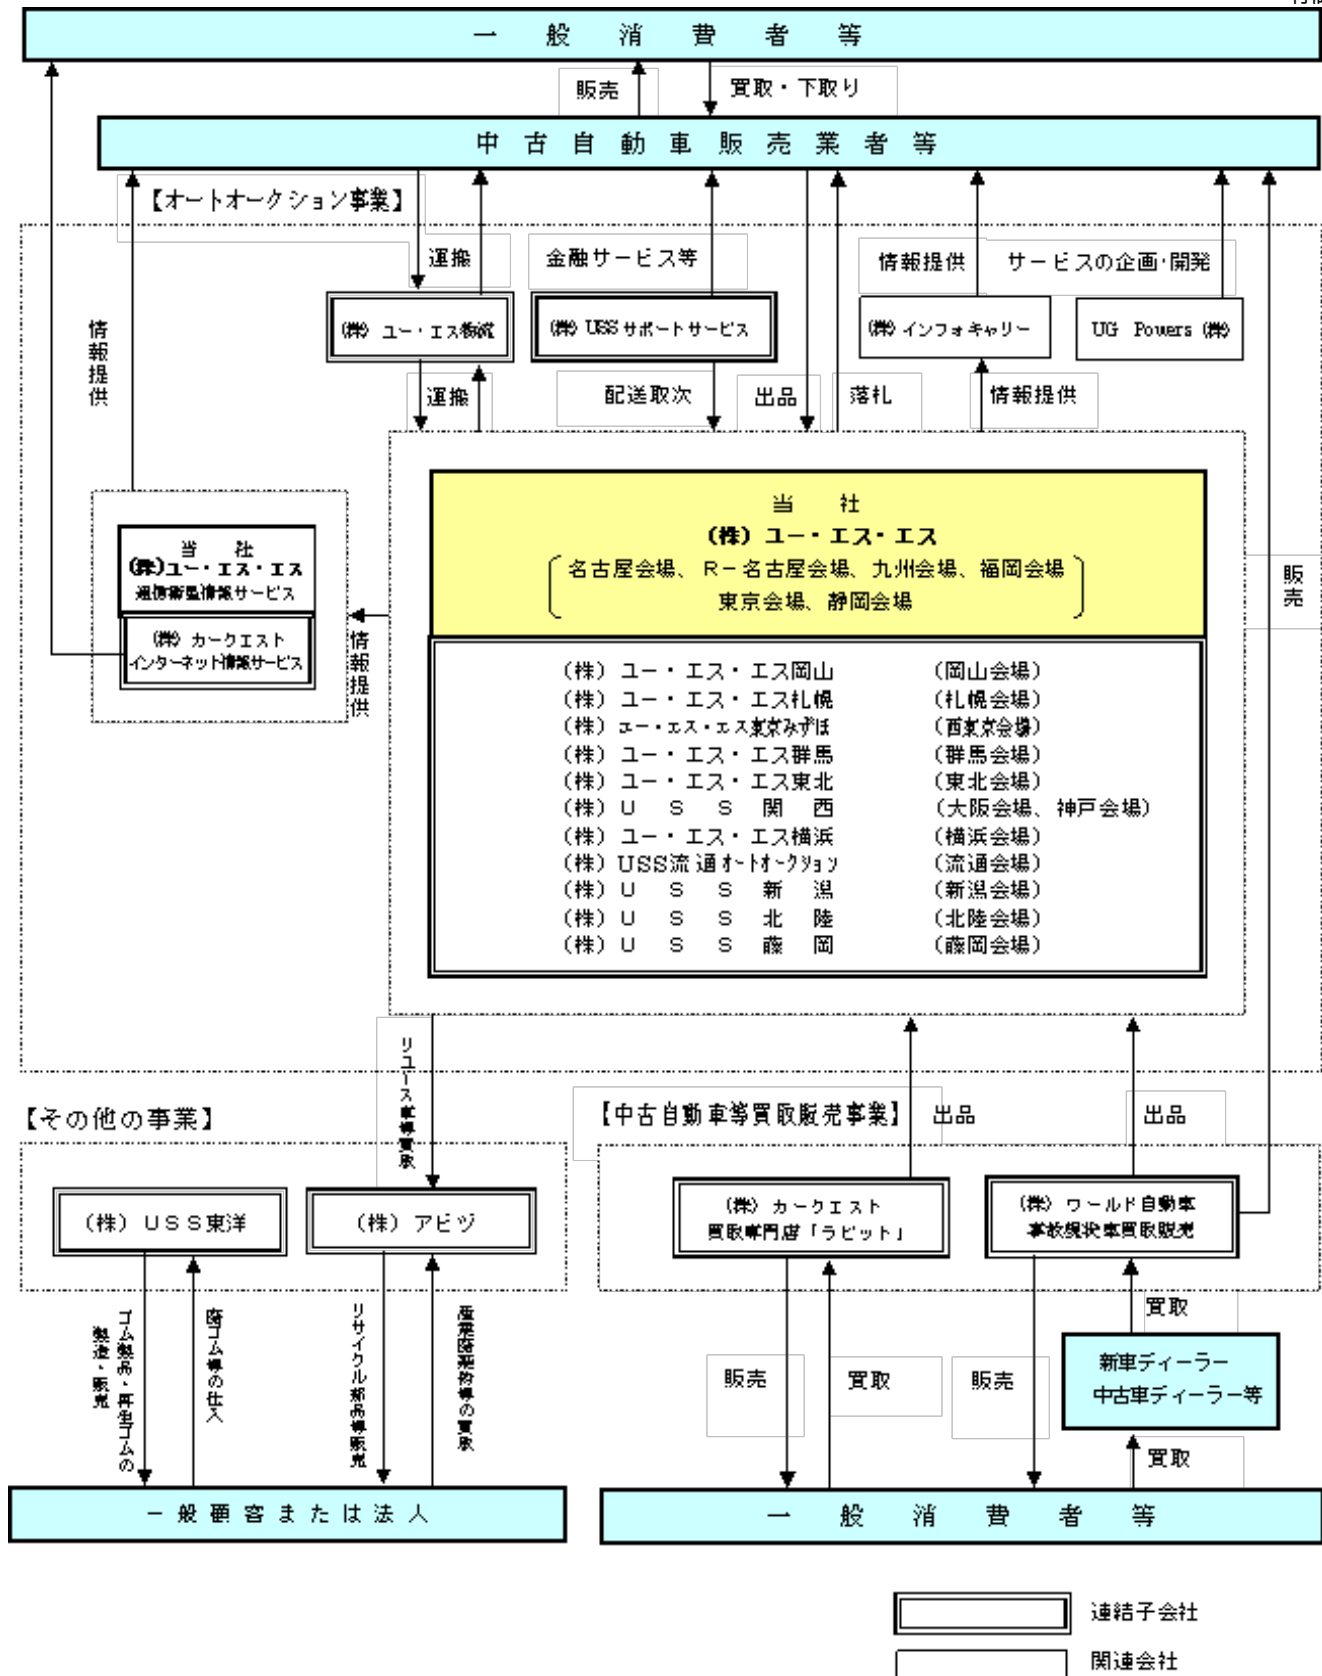 一般消費者等
販売
買取・下取り
中古自動車販売業者等
【オートオークション事業】
運搬
金融サービス等
情報提供
サービスの企画・開発
情報提供
(株) ユー・エス物流
(株) USSサポートサービス
(株) インフォキャリー
UG Powers (株)
運搬
配送取次
出品
落札
情報提供
当社
(株) ユー・エス・エス
名古屋会場、R-名古屋会場、九州会場、福岡会場
東京会場、静岡会場
当社
(株)ユー・エス・エス
通信衛星情報サービス
(株) カークエスト
インターネット情報サービス
情報提供
販売
(株) ユー・エス・エス岡山 (岡山会場)
(株) ユー・エス・エス札幌 (札幌会場)
(株) ユー・エス・エス東京みずほ (西東京会場)
(株) ユー・エス・エス群馬 (群馬会場)
(株) ユー・エス・エス東北 (東北会場)
(株) USS関西 (大阪会場、神戸会場)
(株) ユー・エス・エス横浜 (横浜会場)
(株) USS流通オートオークション (流通会場)
(株) USS新潟 (新潟会場)
(株) USS北陸 (北陸会場)
(株) USS藤岡 (藤岡会場)
リユース車等買取
【その他の事業】
【中古自動車等買取販売事業】
出品
出品
(株) USS東洋
(株) アビヅ
(株) カークエスト
買取専門店「ラビット」
(株) ワールド自動車
事故現状車買取販売
ゴム製品・再生ゴムの
製造・販売
廃ゴム等の仕入
リサイクル部品等販売
産業廃棄物等の買取
販売
買取
販売
買取
新車ディーラー
中古車ディーラー等
買取
一般顧客または法人
一般消費者等
連結子会社
関連会社